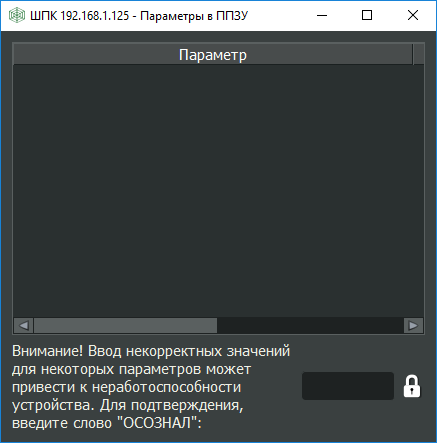 ШПК 192.168.1.125 - Параметры в ППЗУ
Параметр
Внимание! Ввод некорректных значений
для некоторых параметров может
привести к неработоспособности
устройства. Для подтверждения,
введите слово "ОСОЗНАЛ":